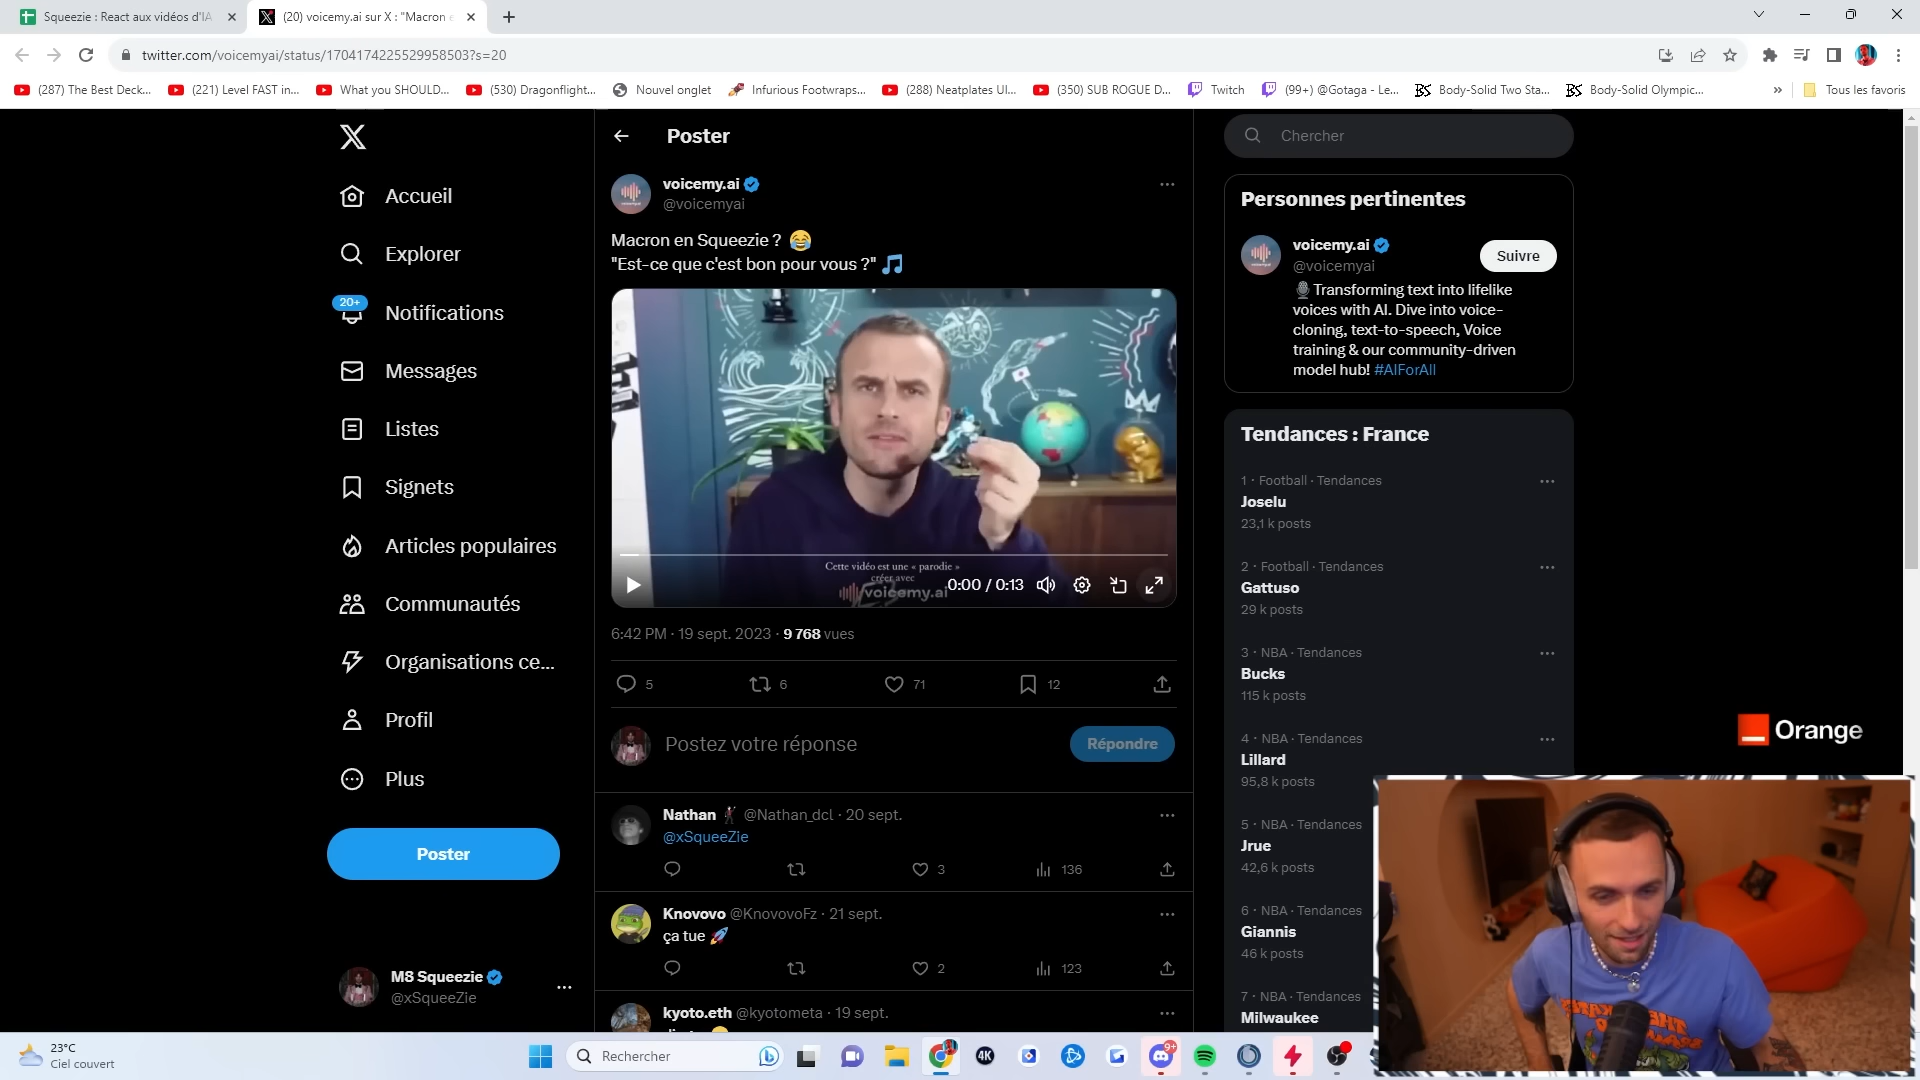 Squeezie : React aux vidéos d'IA
(20) voicemy.ai sur X : "Macron e
twitter.com/voicemyai/status/1704174225529958503?s=20
(287) The Best Deck...
(221) Level FAST in...
What you SHOULD...
(530) Dragonflight...
Nouvel onglet
Infurious Footwraps...
(288) Neatplates UI...
(350) SUB ROGUE D...
Twitch
(99+) @Gotaga - Le...
Body-Solid Two Sta...
Body-Solid Olympic...
»
Tous les favoris
Accueil
Explorer
20+
Notifications
Messages
Listes
Signets
Articles populaires
Communautés
Organisations ce...
Profil
Plus
Poster
M8 Squeezie
@xSqueeZie
Poster
voicemy.ai
@voicemyai
Macron en Squeezie ? 😂
"Est-ce que c'est bon pour vous ?" 🎵
Cette vidéo est une « parodie »
créer avec
voicemy.ai
0:00 / 0:13
6:42 PM · 19 sept. 2023 · 9 768 vues
5
6
71
12
Postez votre réponse
Répondre
Nathan @Nathan_dcl · 20 sept.
@xSqueeZie
3
136
Knovovo @KnovovoFz · 21 sept.
ça tue 🚀
2
123
kyoto.eth @kyotometa · 19 sept.
Chercher
Personnes pertinentes
voicemy.ai
@voicemyai
Suivre
🎙Transforming text into lifelike
voices with AI. Dive into voice-
cloning, text-to-speech, Voice
training & our community-driven
model hub! #AIForAll
Tendances : France
1 · Football · Tendances
Joselu
23,1 k posts
2 · Football · Tendances
Gattuso
29 k posts
3 · NBA · Tendances
Bucks
115 k posts
4 · NBA · Tendances
Lillard
95,8 k posts
5 · NBA · Tendances
Jrue
42,6 k posts
6 · NBA · Tendances
Giannis
46 k posts
7 · NBA · Tendances
Milwaukee
Orange
23°C
Ciel couvert
Rechercher
4K
9+